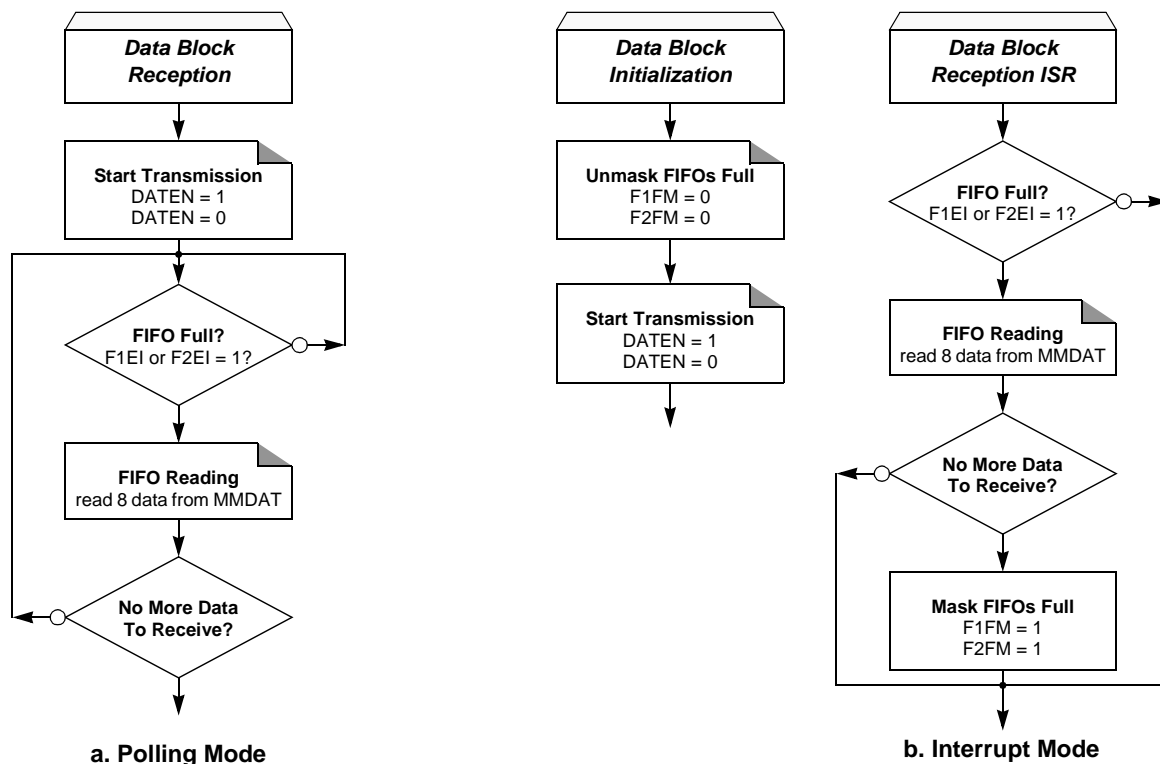 Data Block
Reception
Start Transmission
DATEN = 1
DATEN = 0
FIFO Full?
F1EI or F2EI = 1?
FIFO Reading
read 8 data from MMDAT
No More Data
To Receive?
a. Polling Mode
Data Block
Initialization
Unmask FIFOs Full
F1FM = 0
F2FM = 0
Start Transmission
DATEN = 1
DATEN = 0
Data Block
Reception ISR
FIFO Full?
F1EI or F2EI = 1?
FIFO Reading
read 8 data from MMDAT
No More Data
To Receive?
Mask FIFOs Full
F1FM = 1
F2FM = 1
b. Interrupt Mode